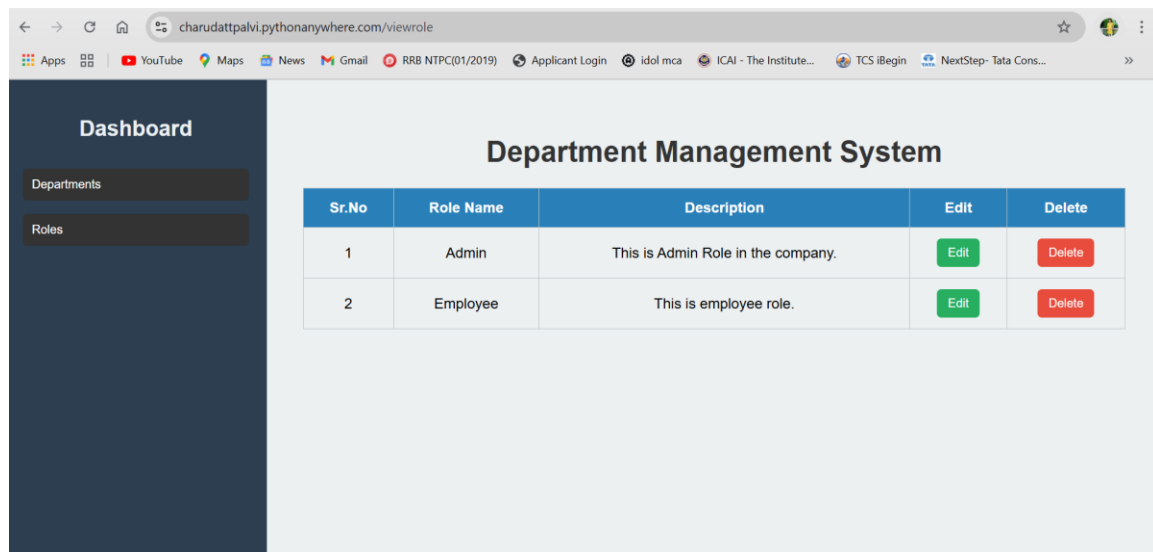 charudattpalvi.pythonanywhere.com/viewrole
Apps YouTube Maps News Gmail RRB NTPC(01/2019) Applicant Login idol mca ICAI - The Institute... TCS iBegin NextStep- Tata Cons... »
Dashboard
Departments
Roles
Department Management System
Sr.No Role Name Description Edit Delete
1 Admin This is Admin Role in the company. Edit Delete
2 Employee This is employee role. Edit Delete